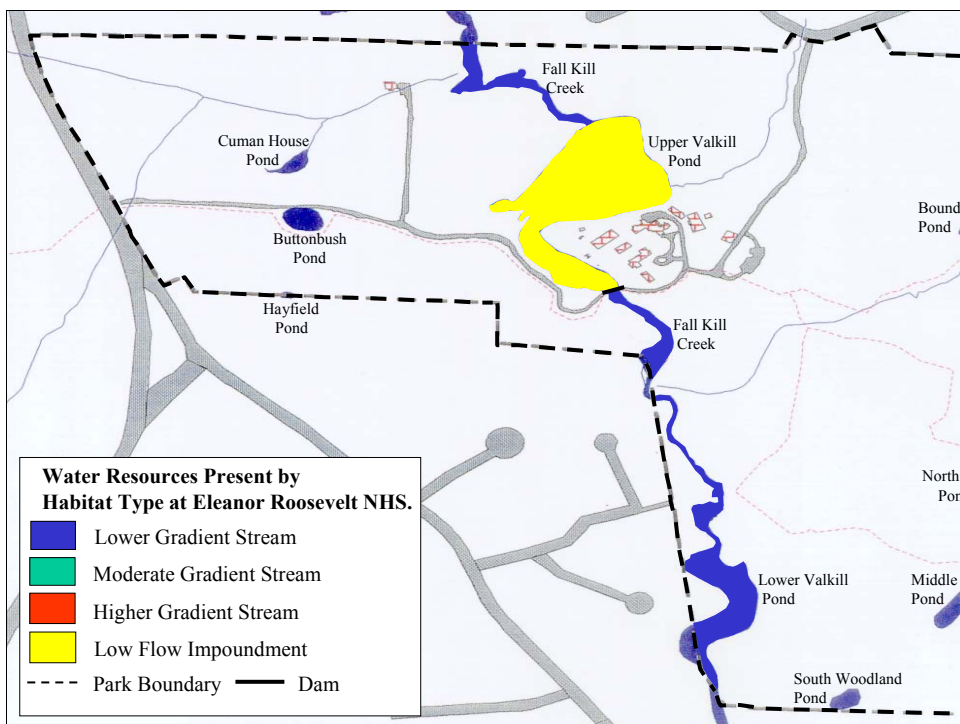 Fall Kill
Creek
Cuman House
Pond
Upper Valkill
Pond
Bound
Pond
Buttonbush
Pond
Hayfield
Pond
Fall Kill
Creek
Water Resources Present by
Habitat Type at Eleanor Roosevelt NHS.
Lower Gradient Stream
Moderate Gradient Stream
Higher Gradient Stream
Low Flow Impoundment
Park Boundary
Dam
North
Pon
Lower Valkill
Pond
Middle
Pond
South Woodland
Pond